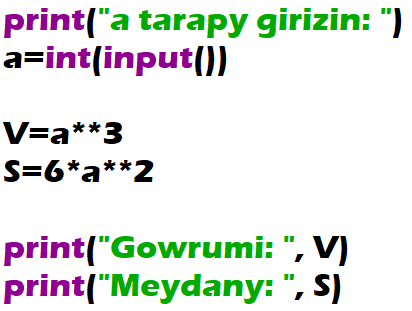 print("a tarapy girizin: ")
a=int(input())
V=a**3
S=6*a**2
print("Gowrumi: ", V)
print("Meydany: ", S)